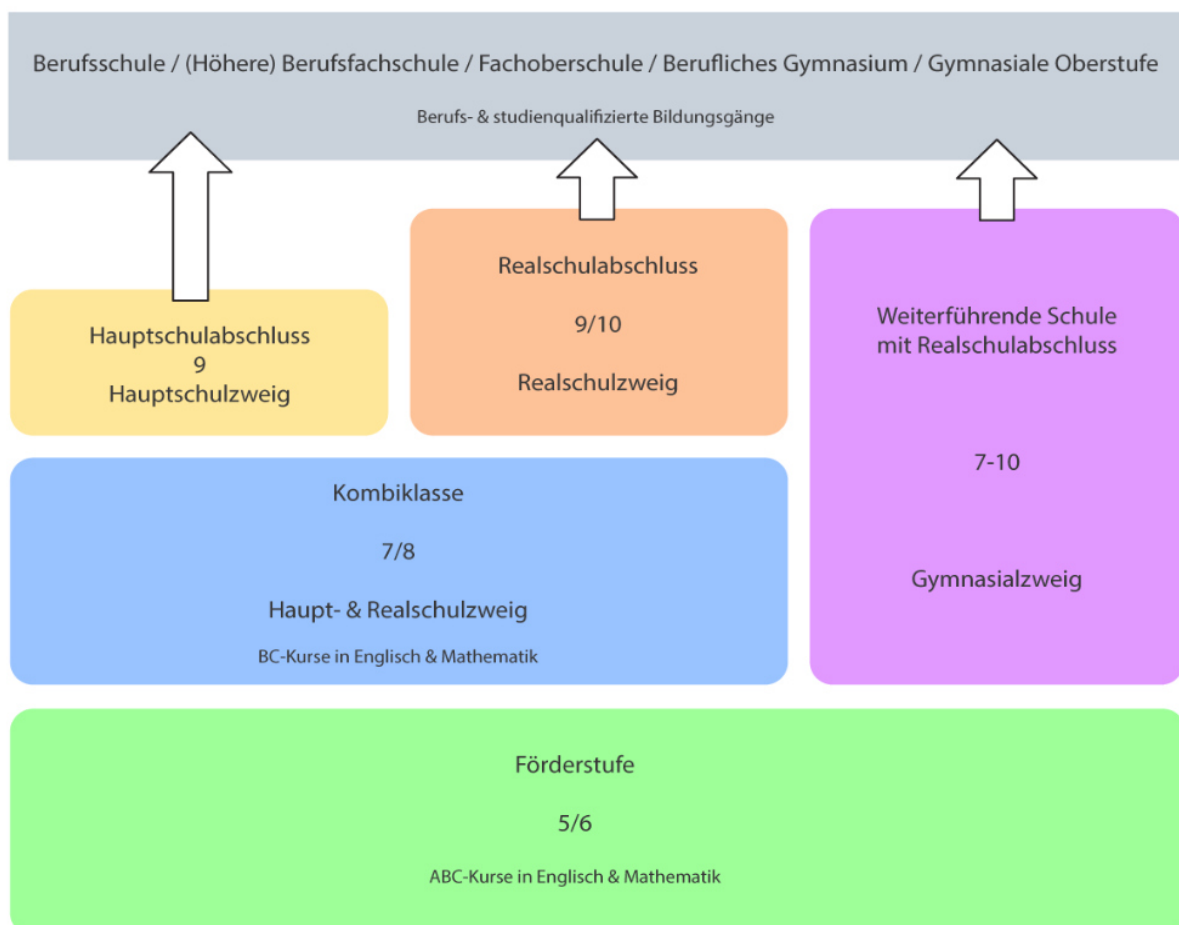 Berufsschule / (Höhere) Berufsfachschule / Fachoberschule / Berufliches Gymnasium / Gymnasiale Oberstufe
Berufs- & studienqualifizierte Bildungsgänge
Hauptschulabschluss
9
Hauptschulzweig
Realschulabschluss
9/10
Realschulzweig
Weiterführende Schule
mit Realschulabschluss
7-10
Gymnasialzweig
Kombiklasse
7/8
Haupt- & Realschulzweig
BC-Kurse in Englisch & Mathematik
Förderstufe
5/6
ABC-Kurse in Englisch & Mathematik